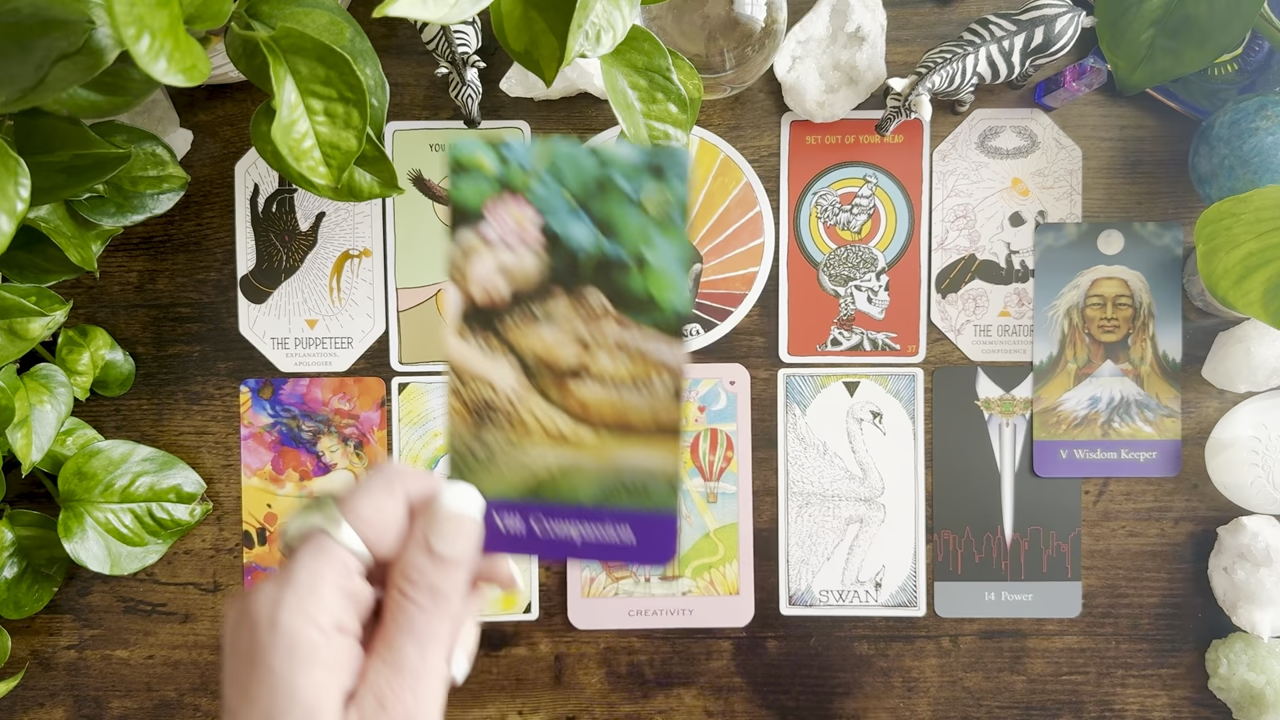 YOU
GET OUT OF YOUR HEAD
THE PUPPETEER
EXPLANATIONS,
APOLOGIES
37
THE ORATOR
COMMUNICATION
CONFIDENCE
V Wisdom Keeper
CREATIVITY
SWAN
14 Power